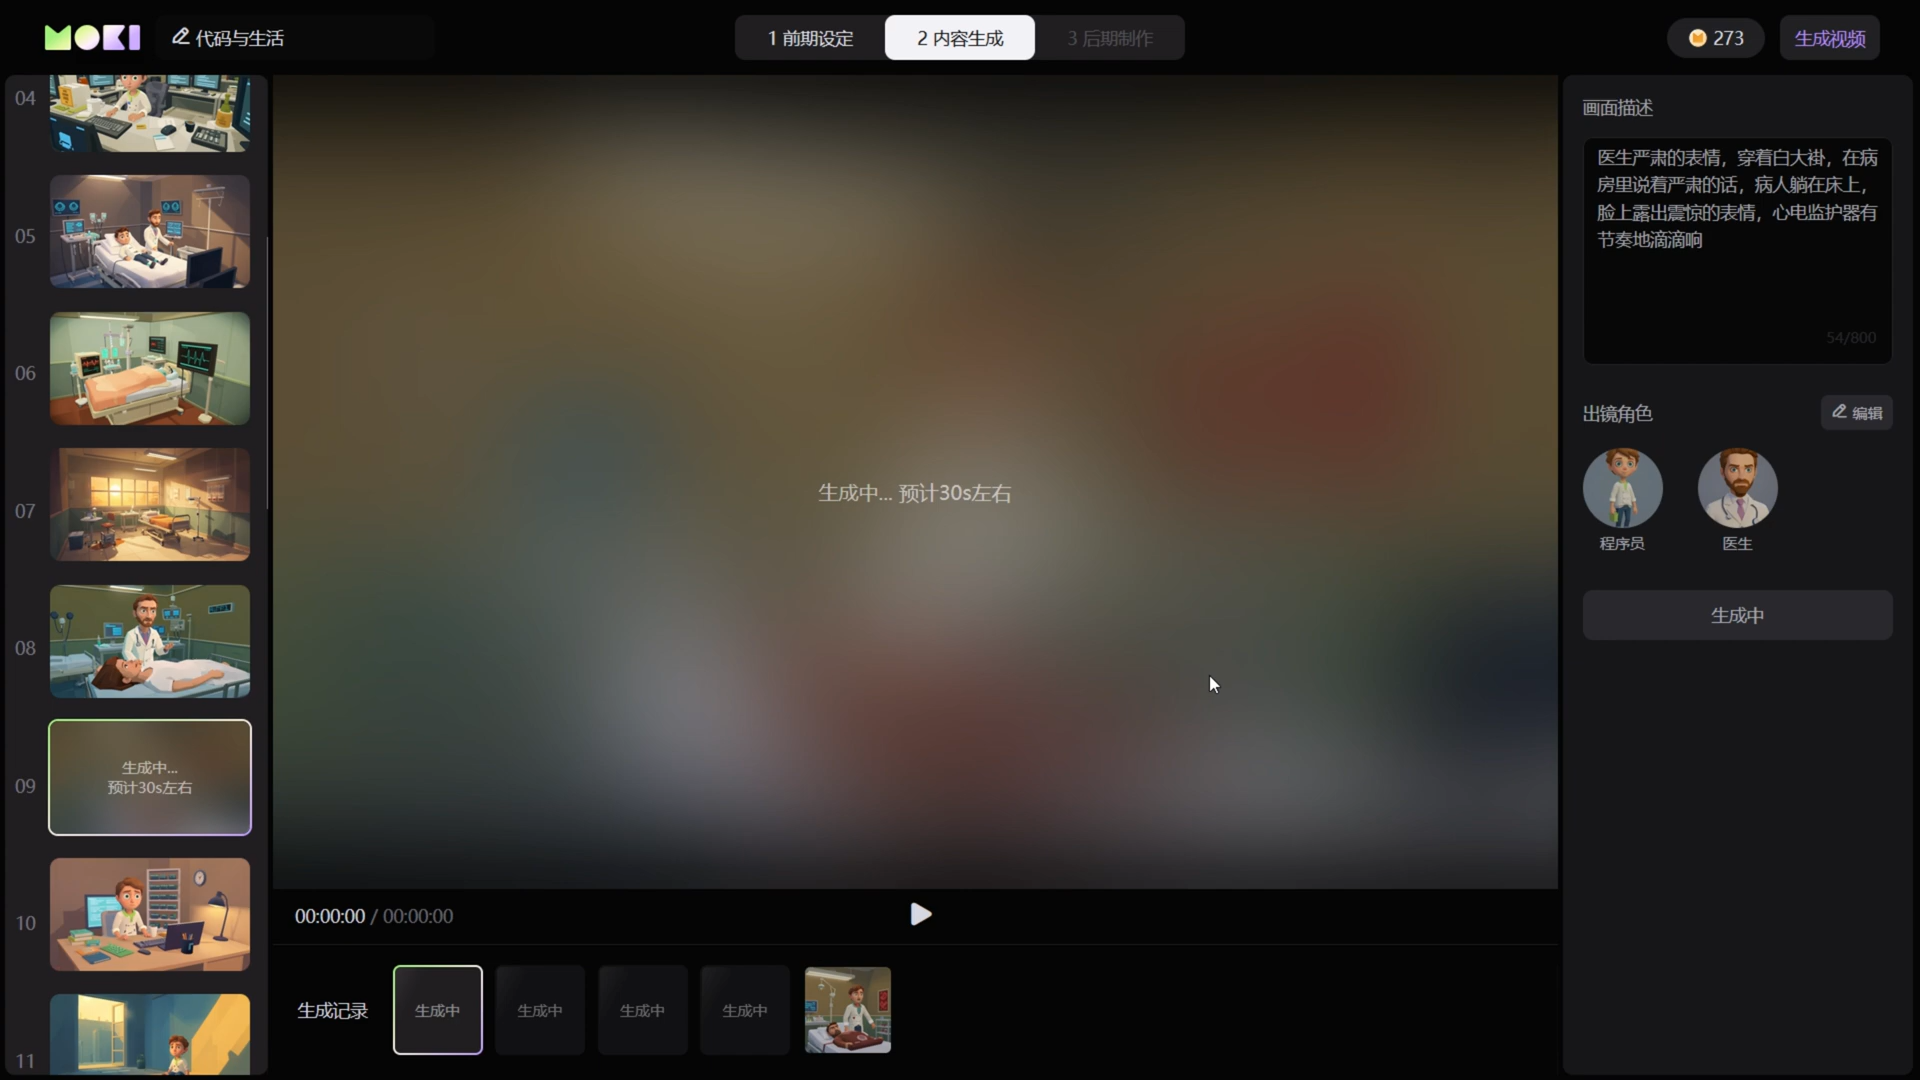 MOKI
代码与生活
1 前期设定
2 内容生成
3 后期制作
273
生成视频
04
05
06
07
08
09
生成中...
预计30s左右
10
11
生成中... 预计30s左右
00:00:00 / 00:00:00
生成记录
生成中
生成中
生成中
生成中
画面描述
医生严肃的表情，穿着白大褂，在病
房里说着严肃的话，病人躺在床上，
脸上露出震惊的表情，心电监护器有
节奏地滴滴响
54/800
出镜角色
编辑
程序员
医生
生成中